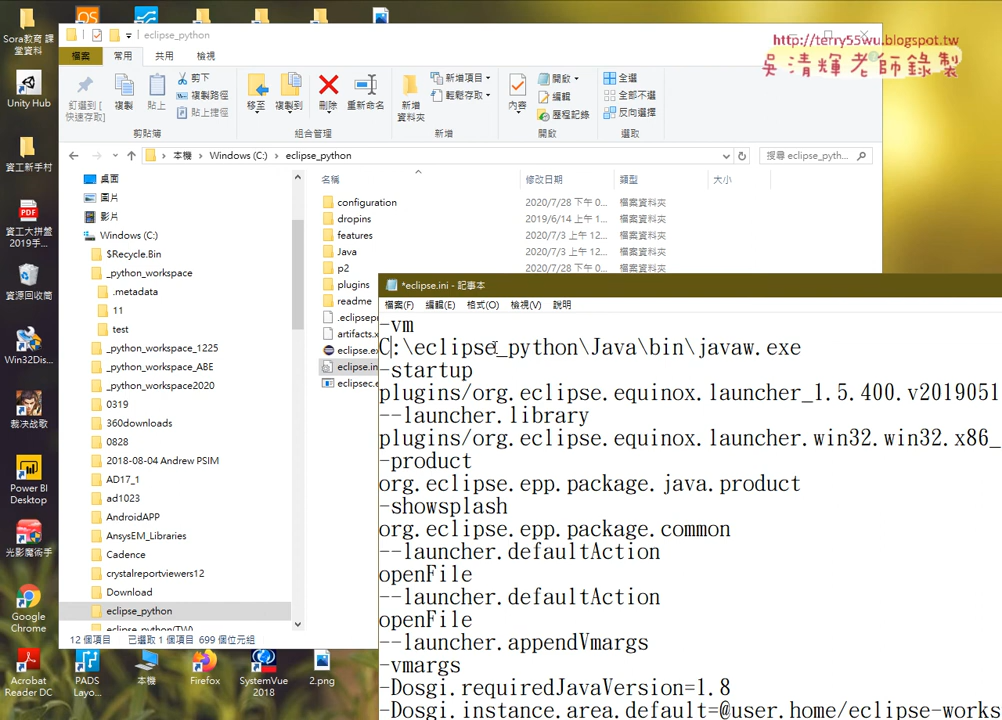 Sora教育 課
堂資料
Unity Hub
資工新手村
資工大拼盤
2019手...
資源回收筒
Win32Dis...
裁决战歌
Power BI
Desktop
光影魔術手
Google
Chrome
Acrobat
Reader DC
PADS
Layo...
本機
Firefox
SystemVue
2018
2.png
eclipse_python
http://terry55wu.blogspot.tw
吳清輝老師錄製
檔案
常用
共用
檢視
釘選到 [
快速存取]
複製
貼上
剪下
複製路徑
貼上捷徑
剪貼簿
移至
複製到
刪除
重新命名
組合管理
新增
資料夾
新增項目
輕鬆存取
新增
內容
開啟
編輯
歷程記錄
開啟
全選
全部不選
反向選擇
選取
本機 > Windows (C:) > eclipse_python
搜尋 eclipse_pyth...
桌面
圖片
影片
Windows (C:)
$Recycle.Bin
_python_workspace
.metadata
11
test
_python_workspace_1225
_python_workspace_ABE
_python_workspace2020
0319
360downloads
0828
2018-08-04 Andrew PSIM
AD17_1
ad1023
AndroidAPP
AnsysEM_Libraries
Cadence
crystalreportviewers12
Download
eclipse_python
eclipse_python(TW)
名稱 修改日期 類型 大小
configuration 2020/7/28 下午 0... 檔案資料夾
dropins 2019/6/14 上午 1... 檔案資料夾
features 2020/7/3 上午 12... 檔案資料夾
Java 2020/7/3 上午 12... 檔案資料夾
p2 2020/7/28 下午 0... 檔案資料夾
plugins
readme
.eclipsepr
artifacts.x
eclipse.ex
eclipse.in
eclipsec.e
12 個項目 已選取 1 個項目 699 個位元組
*eclipse.ini - 記事本
檔案(F) 編輯(E) 格式(O) 檢視(V) 說明
-vm
C:\eclipse_python\Java\bin\javaw.exe
-startup
plugins/org.eclipse.equinox.launcher_1.5.400.v2019051
--launcher.library
plugins/org.eclipse.equinox.launcher.win32.win32.x86_
-product
org.eclipse.epp.package.java.product
-showsplash
org.eclipse.epp.package.common
--launcher.defaultAction
openFile
--launcher.defaultAction
openFile
--launcher.appendVmargs
-vmargs
-Dosgi.requiredJavaVersion=1.8
-Dosgi.instance.area.default=@user.home/eclipse-works